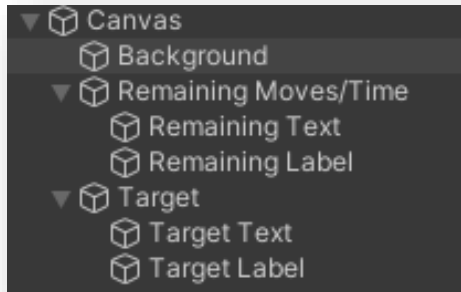 Canvas
Background
Remaining Moves/Time
Remaining Text
Remaining Label
Target
Target Text
Target Label